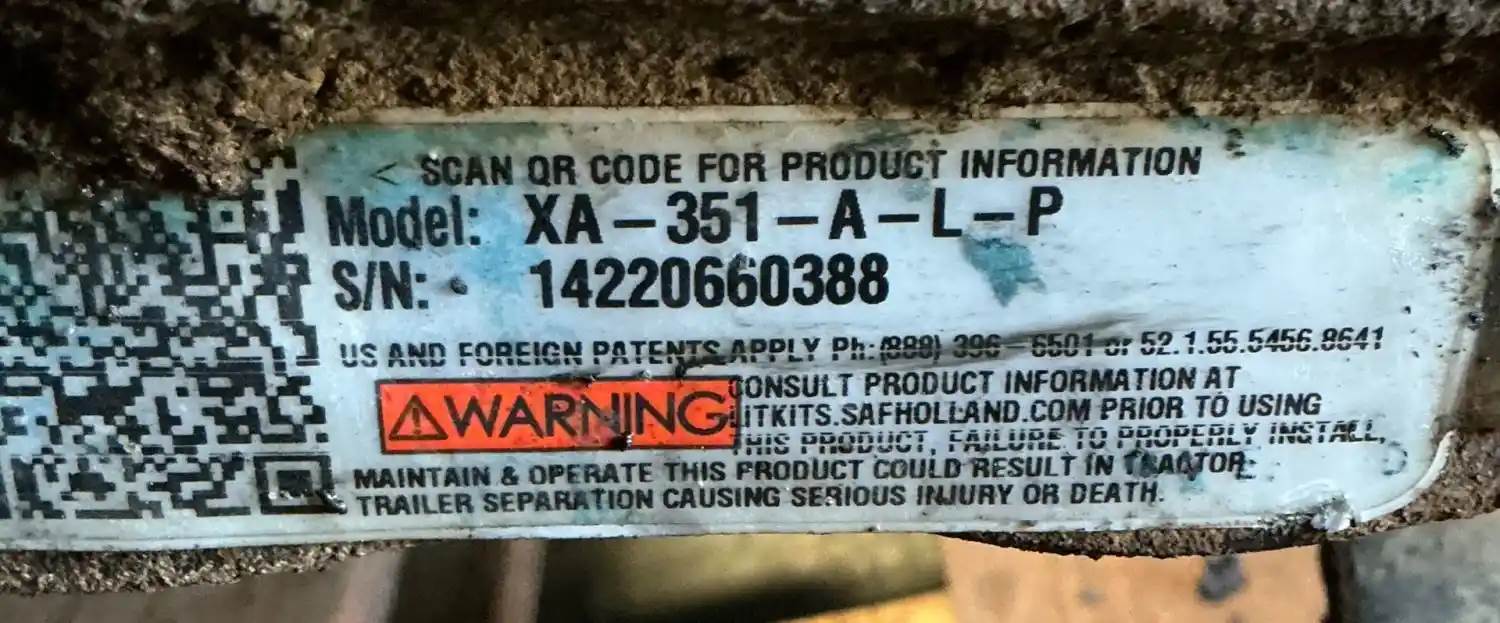 < SCAN QR CODE FOR PRODUCT INFORMATION
Model: XA-351-A-L-P
S/N: 14220660388
US AND FOREIGN PATENTS APPLY Ph: (888) 396-6501 or 52.1.55.5456.8641
⚠WARNING
CONSULT PRODUCT INFORMATION AT
LITKITS.SAFHOLLAND.COM PRIOR TO USING
THIS PRODUCT, FAILURE TO PROPERLY INSTALL,
MAINTAIN & OPERATE THIS PRODUCT COULD RESULT IN TRACTOR-
TRAILER SEPARATION CAUSING SERIOUS INJURY OR DEATH.